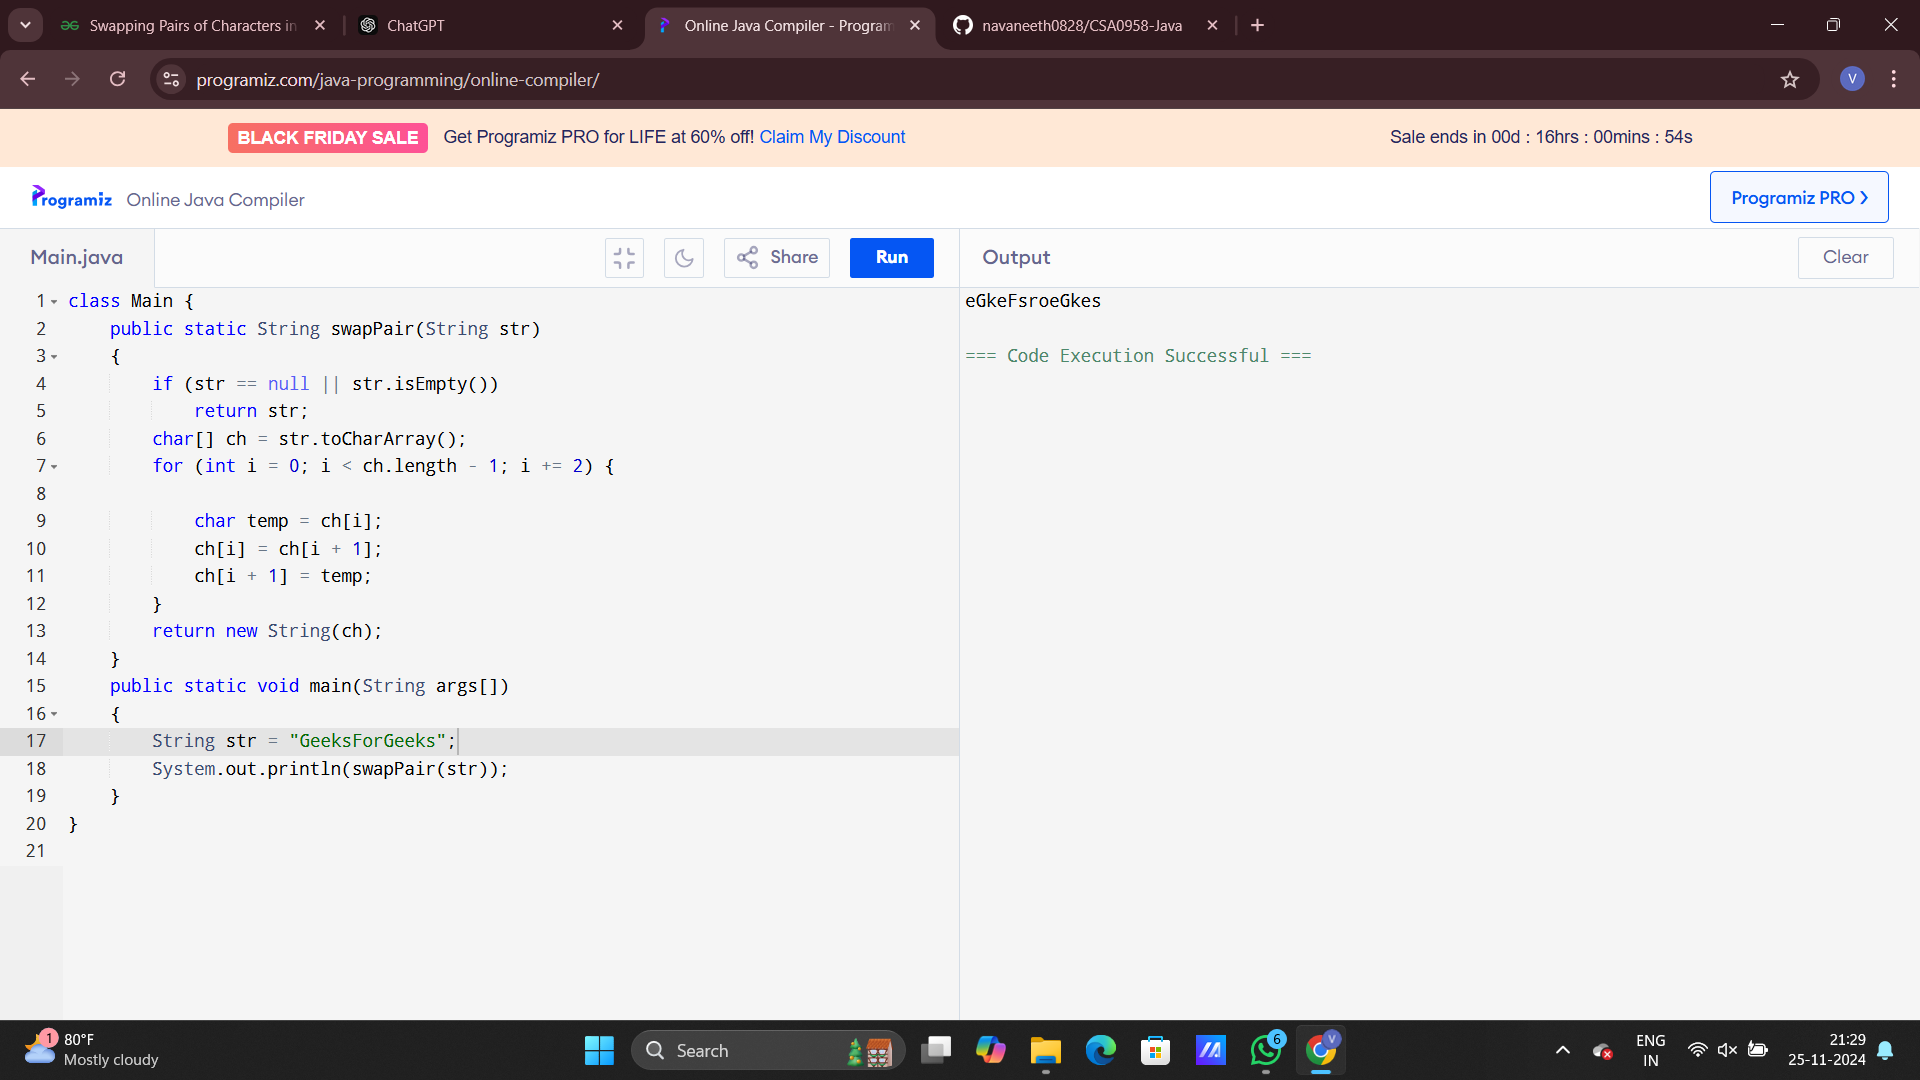 Swapping Pairs of Characters in
ChatGPT
Online Java Compiler - Program
navaneeth0828/CSA0958-Java
programiz.com/java-programming/online-compiler/
V
BLACK FRIDAY SALE Get Programiz PRO for LIFE at 60% off! Claim My Discount
Sale ends in 00d : 16hrs : 00mins : 54s
Programiz Online Java Compiler
Programiz PRO >
Main.java
Share
Run
Output
Clear
1 class Main {
2 public static String swapPair(String str)
3 {
4 if (str == null || str.isEmpty())
5 return str;
6 char[] ch = str.toCharArray();
7 for (int i = 0; i < ch.length - 1; i += 2) {
8
9 char temp = ch[i];
10 ch[i] = ch[i + 1];
11 ch[i + 1] = temp;
12 }
13 return new String(ch);
14 }
15 public static void main(String args[])
16 {
17 String str = "GeeksForGeeks";
18 System.out.println(swapPair(str));
19 }
20 }
21
eGkeFsroeGkes
=== Code Execution Successful ===
1
80°F
Mostly cloudy
Search
6
V
ENG
IN
21:29
25-11-2024